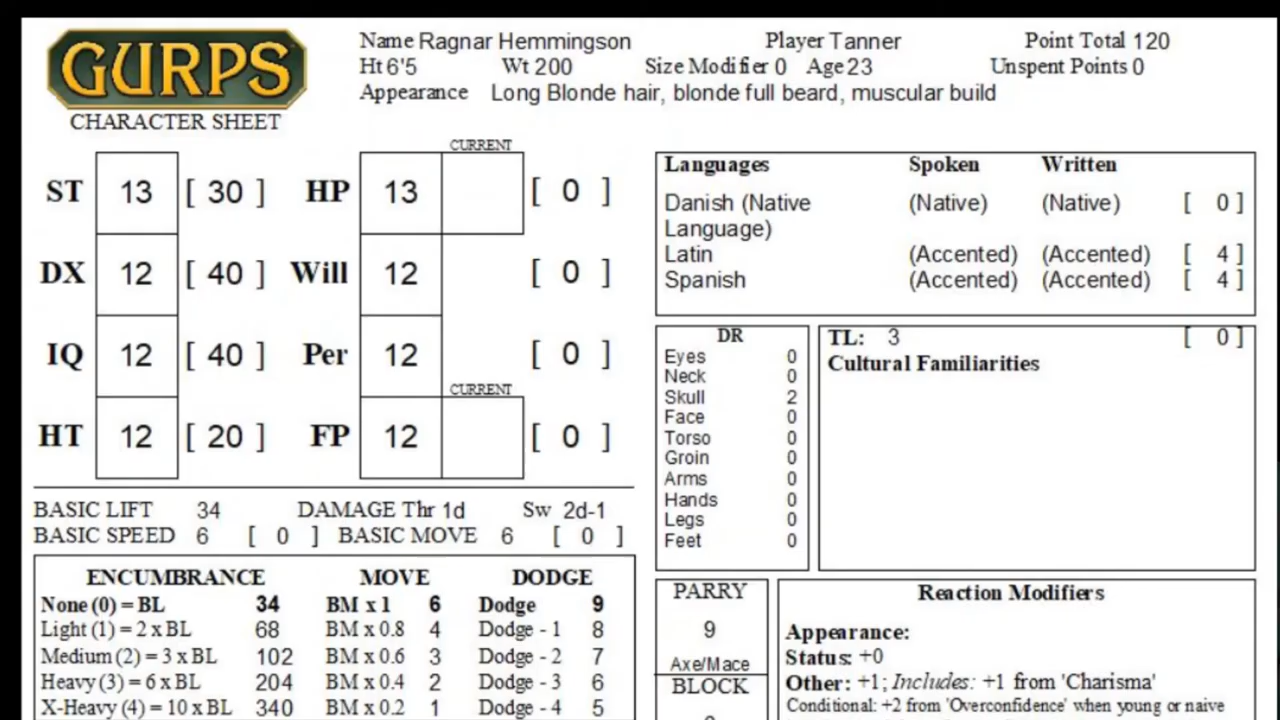 GURPS
CHARACTER SHEET
Name Ragnar Hemmingson Player Tanner Point Total 120
Ht 6'5 Wt 200 Size Modifier 0 Age 23 Unspent Points 0
Appearance Long Blonde hair, blonde full beard, muscular build
CURRENT
ST 13 [ 30 ] HP 13 [ 0 ]
DX 12 [ 40 ] Will 12 [ 0 ]
IQ 12 [ 40 ] Per 12 [ 0 ]
CURRENT
HT 12 [ 20 ] FP 12 [ 0 ]
BASIC LIFT 34 DAMAGE Thr 1d Sw 2d-1
BASIC SPEED 6 [ 0 ] BASIC MOVE 6 [ 0 ]
ENCUMBRANCE MOVE DODGE
None (0) = BL 34 BM x 1 6 Dodge 9
Light (1) = 2 x BL 68 BM x 0.8 4 Dodge - 1 8
Medium (2) = 3 x BL 102 BM x 0.6 3 Dodge - 2 7
Heavy (3) = 6 x BL 204 BM x 0.4 2 Dodge - 3 6
X-Heavy (4) = 10 x BL 340 BM x 0.2 1 Dodge - 4 5
Languages Spoken Written
Danish (Native (Native) (Native) [ 0 ]
Language)
Latin (Accented) (Accented) [ 4 ]
Spanish (Accented) (Accented) [ 4 ]
DR
Eyes 0
Neck 0
Skull 2
Face 0
Torso 0
Groin 0
Arms 0
Hands 0
Legs 0
Feet 0
TL: 3 [ 0 ]
Cultural Familiarities
PARRY
9
Axe/Mace
BLOCK
Reaction Modifiers
Appearance:
Status: +0
Other: +1; Includes: +1 from 'Charisma'
Conditional: +2 from 'Overconfidence' when young or naive